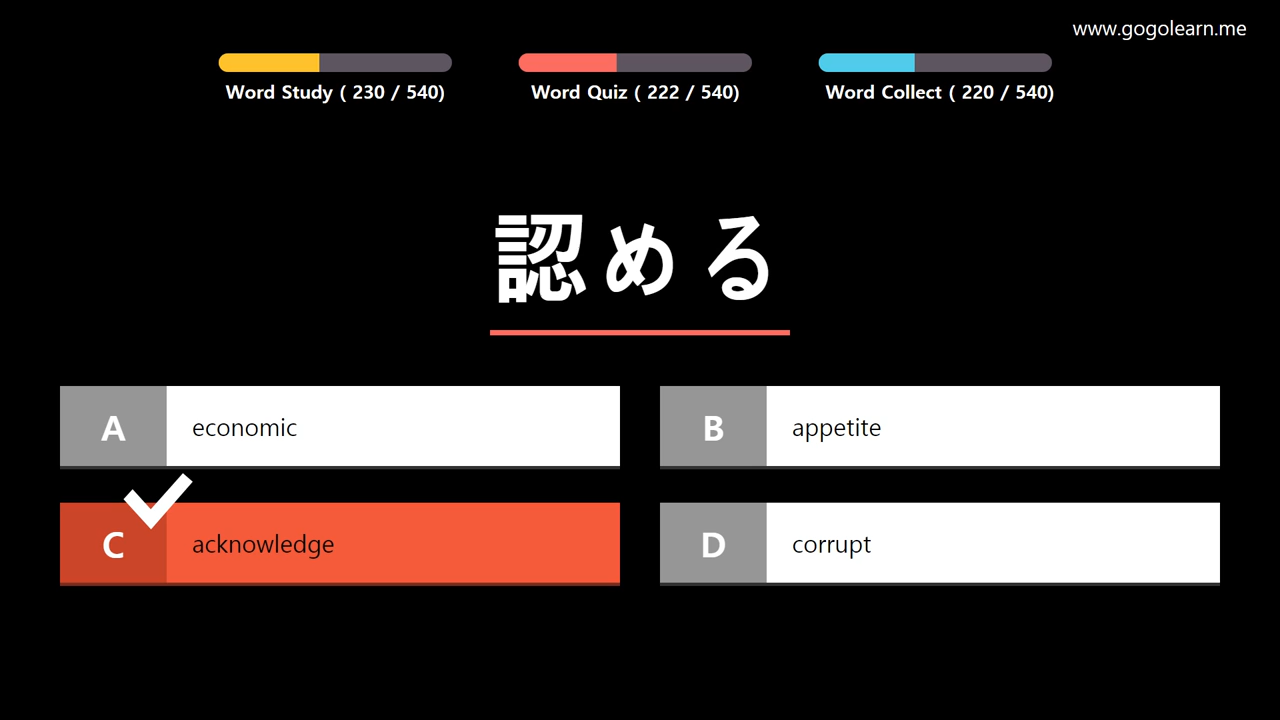 www.gogolearn.me
Word Study ( 230 / 540)
Word Quiz ( 222 / 540)
Word Collect ( 220 / 540)
認める
A economic
B appetite
C acknowledge
D corrupt